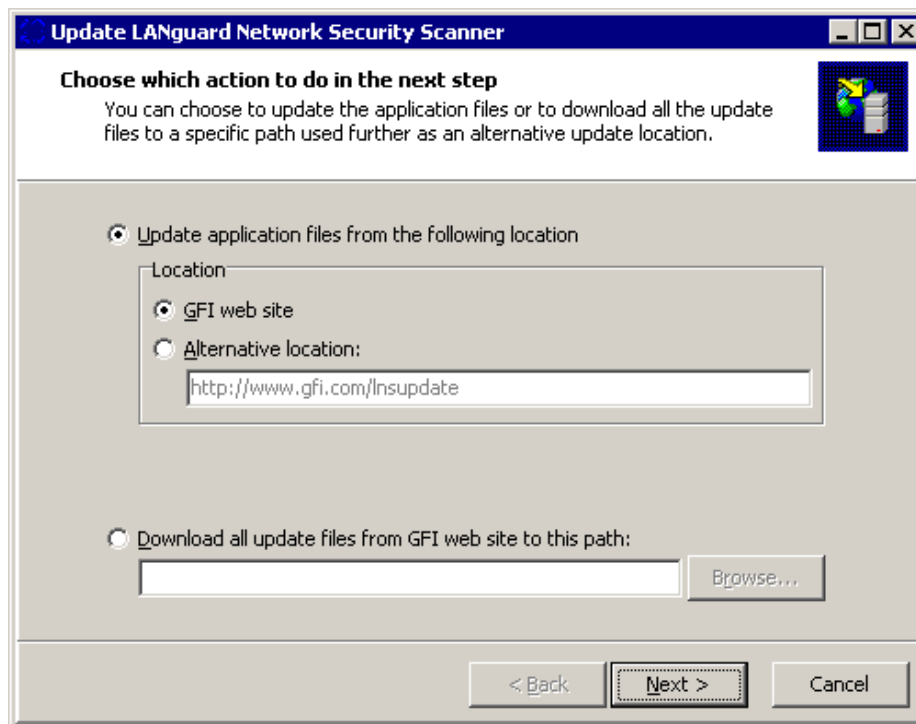 Update LANguard Network Security Scanner
Choose which action to do in the next step
You can choose to update the application files or to download all the update
files to a specific path used further as an alternative update location.
Update application files from the following location
Location
GFI web site
Alternative location:
http://www.gfi.com/lnsupdate
Download all update files from GFI web site to this path:
Browse...
< Back Next > Cancel